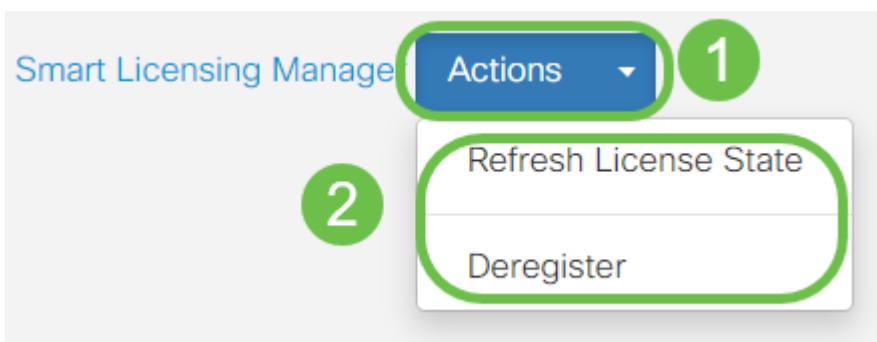 Smart Licensing Manage Actions 1
Refresh License State
2
Deregister